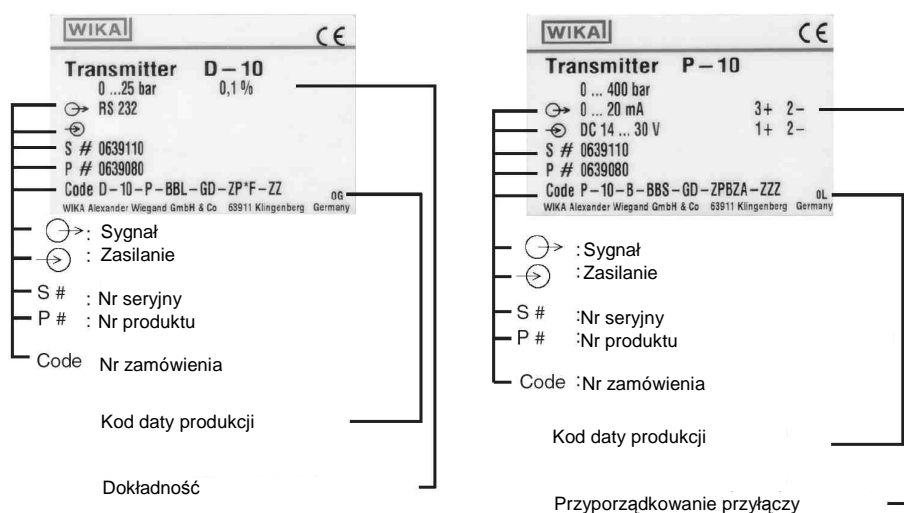 WIKA
CE
Transmitter D–10
0 ...25 bar 0,1 %
RS 232
S # 0639110
P # 0639080
Code D–10–P–BBL–GD–ZP*F–ZZ
0G
WIKA Alexander Wiegand GmbH & Co 63911 Klingenberg Germany
: Sygnał
: Zasilanie
S # : Nr seryjny
P # : Nr produktu
Code Nr zamówienia
Kod daty produkcji
Dokładność
WIKA
CE
Transmitter P–10
0 ... 400 bar
0 ... 20 mA 3+ 2–
DC 14 ... 30 V 1+ 2–
S # 0639110
P # 0639080
Code P–10–B–BBS–GD–ZPBZA–ZZZ
0L
WIKA Alexander Wiegand GmbH & Co 63911 Klingenberg Germany
:Sygnał
:Zasilanie
S # :Nr seryjny
P # :Nr produktu
Code :Nr zamówienia
Kod daty produkcji
Przyporządkowanie przyłączy